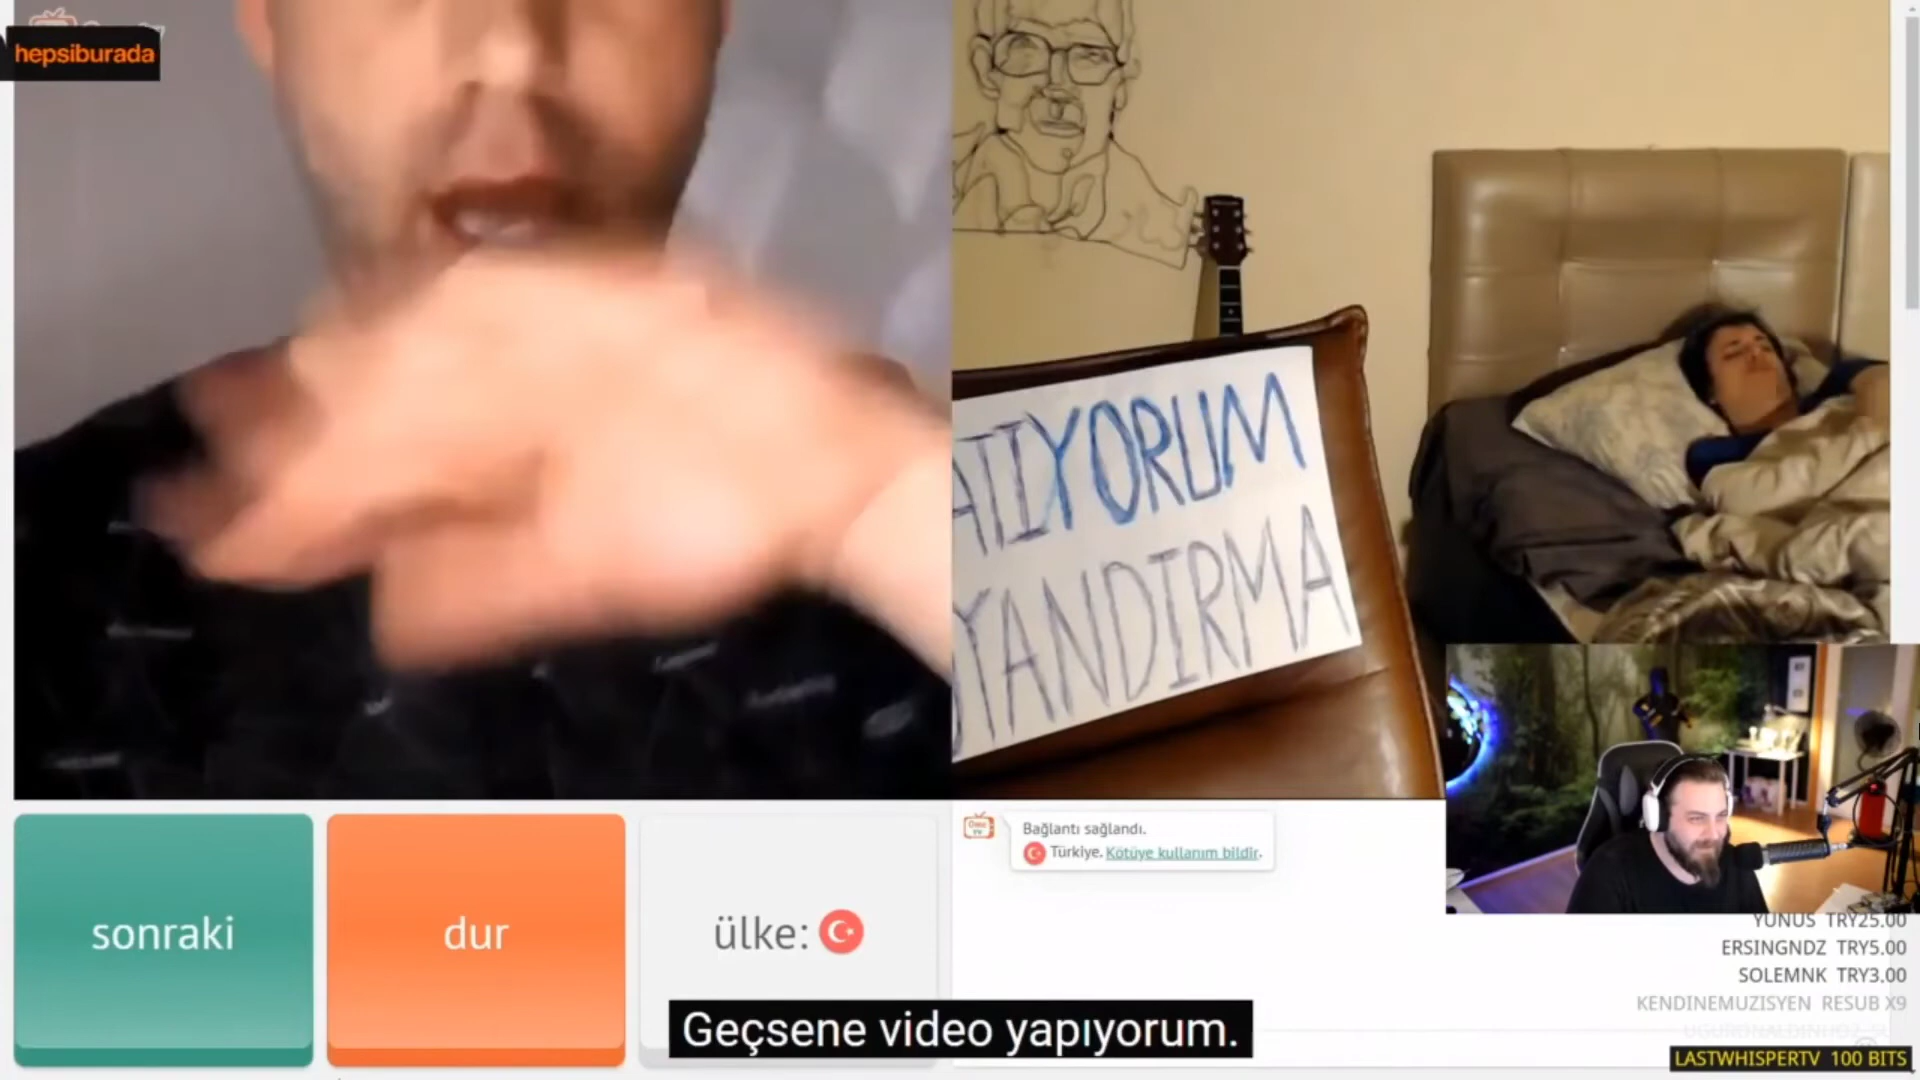 hepsiburada
YORUM
YANDIRMA
Bağlantı sağlandı.
Türkiye. Kötüye kullanım bildir.
sonraki
dur
ülke:
YUNUS TRY25.00
ERSINGNDZ TRY5.00
SOLEMNK TRY3.00
KENDINEMUZISYEN RESUB X9
LASTWHISPERTV 100 BITS
Geçsene video yapıyorum.